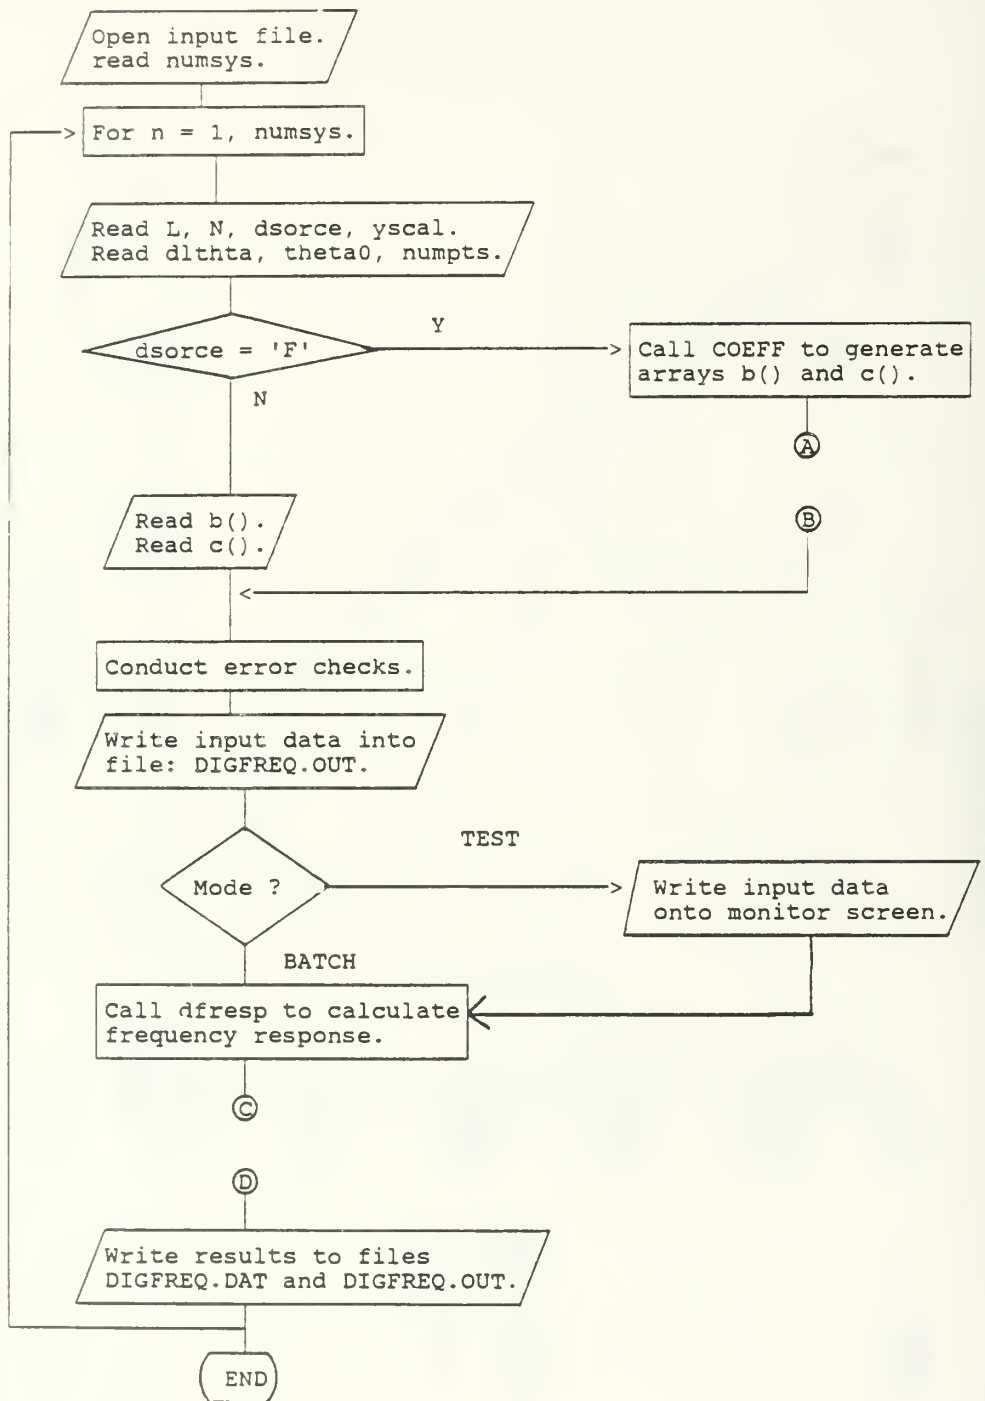 Open input file.
read numsys.
For n = 1, numsys.
Read L, N, dsorce, yscal.
Read dlthta, theta0, numpts.
dsorce = 'F'
Y
N
Call COEFF to generate
arrays b() and c().
A
B
Read b().
Read c().
Conduct error checks.
Write input data into
file: DIGFREQ.OUT.
Mode ?
TEST
BATCH
Write input data
onto monitor screen.
Call dfresp to calculate
frequency response.
C
D
Write results to files
DIGFREQ.DAT and DIGFREQ.OUT.
END